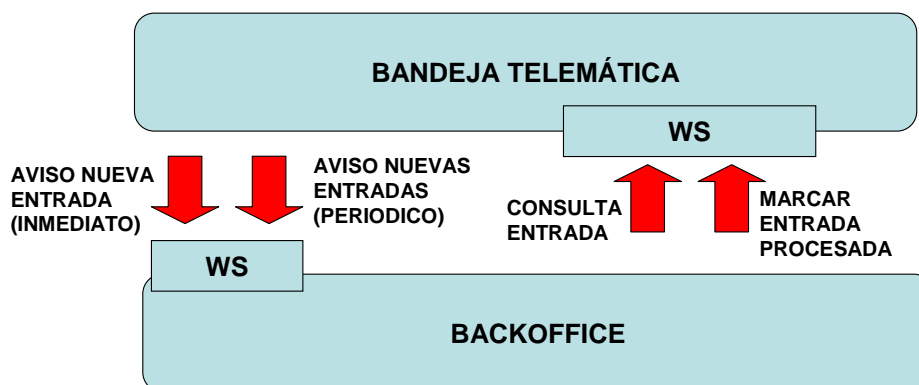 BANDEJA TELEMÁTICA
WS
AVISO NUEVA
ENTRADA
(INMEDIATO)
AVISO NUEVAS
ENTRADAS
(PERIODICO)
CONSULTA
ENTRADA
MARCAR
ENTRADA
PROCESADA
WS
BACKOFFICE